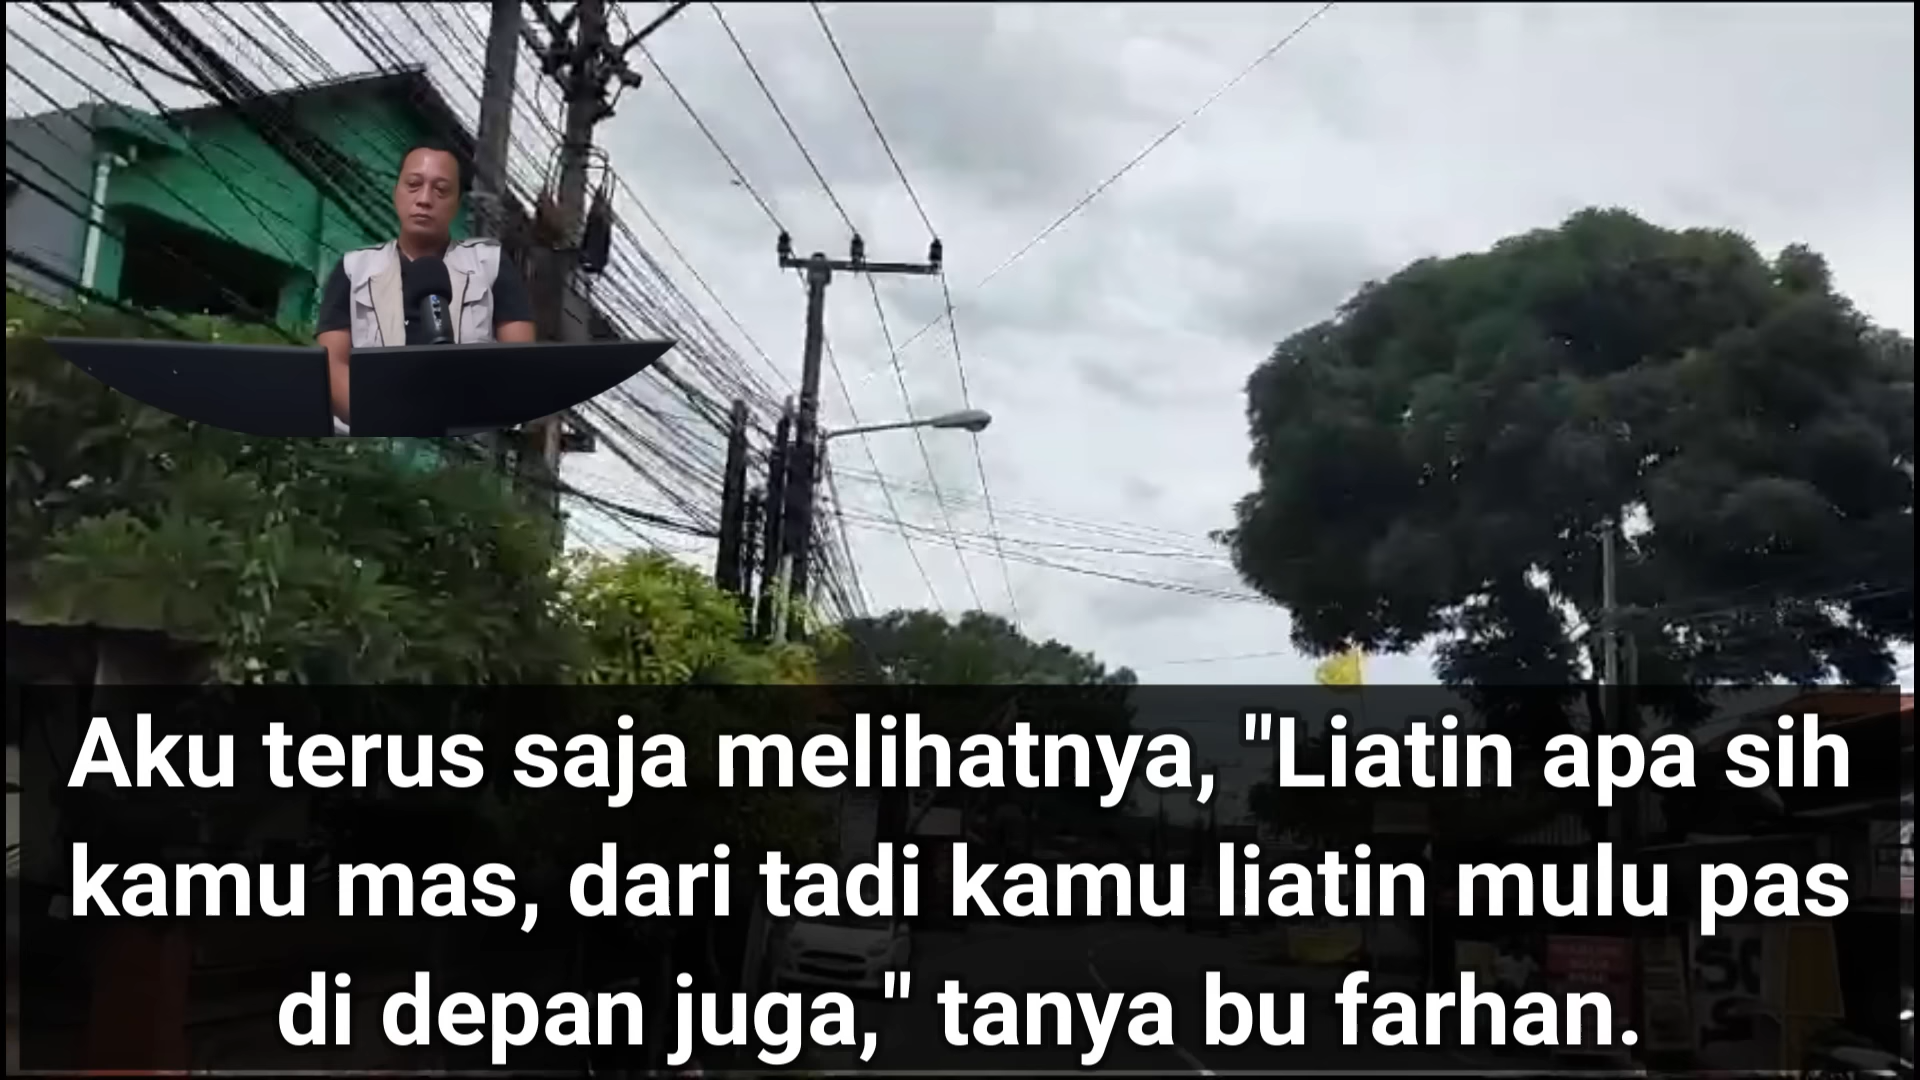 Aku terus saja melihatnya, "Liatin apa sih
kamu mas, dari tadi kamu liatin mulu pas
di depan juga," tanya bu farhan.